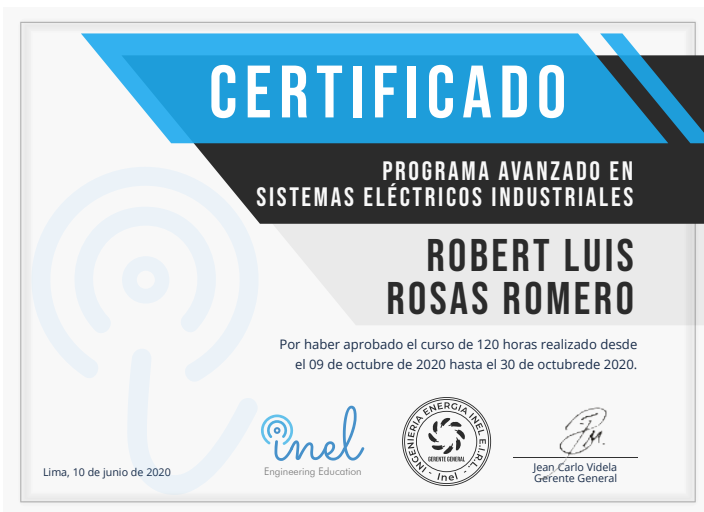 CERTIFICADO
PROGRAMA AVANZADO EN
SISTEMAS ELÉCTRICOS INDUSTRIALES
ROBERT LUIS
ROSAS ROMERO
Por haber aprobado el curso de 120 horas realizado desde
el 09 de octubre de 2020 hasta el 30 de octubrede 2020.
inel
Engineering Education
INGENIERIA ENERGIA INEL E.I.R.L.
GERENTE GENERAL
- Inel -
Lima, 10 de junio de 2020
Jean Carlo Videla
Gerente General